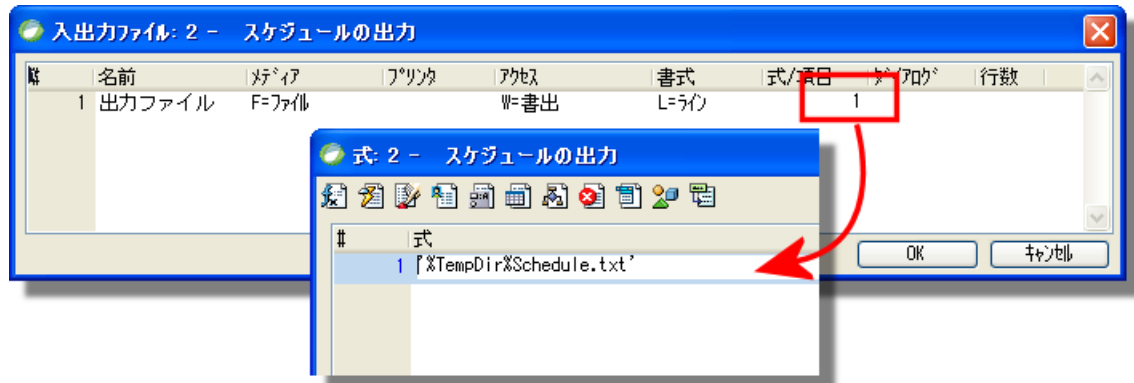 入出力ﾌｧｲﾙ: 2 - スケジュールの出力
# 名前 ﾒﾃﾞｨｱ ﾌﾟﾘﾝﾀ ｱｸｾｽ 書式 式/項目 ﾀﾞｲｱﾛｸﾞ 行数
1 出力ファイル F=ﾌｧｲﾙ W=書出 L=ﾗｲﾝ 1
式: 2 - スケジュールの出力
# 式
1 '%TempDir%Schedule.txt'
OK ｷｬﾝｾﾙ